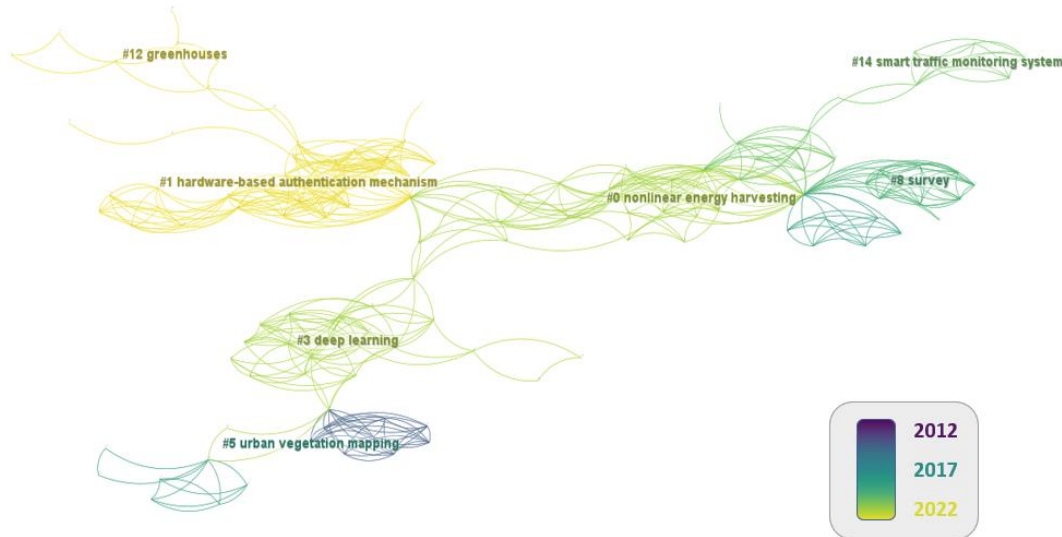 #12 greenhouses
#14 smart traffic monitoring system
#1 hardware-based authentication mechanism
#8 survey
#0 nonlinear energy harvesting
#3 deep learning
#5 urban vegetation mapping
2012
2017
2022